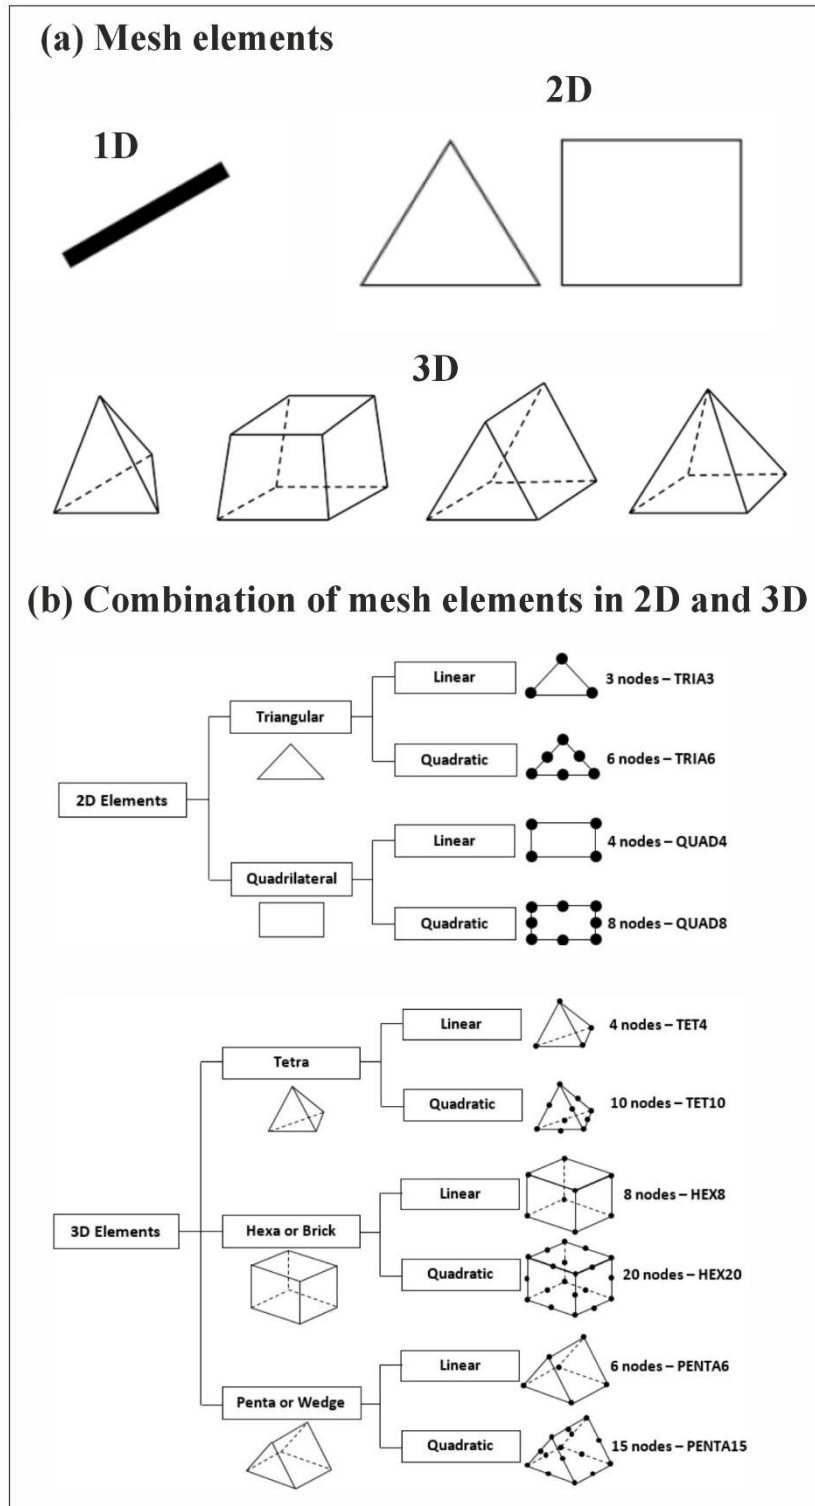 (a) Mesh elements
1D
2D
3D
(b) Combination of mesh elements in 2D and 3D
2D Elements
Triangular
Linear
3 nodes – TRIA3
Quadratic
6 nodes – TRIA6
Quadrilateral
Linear
4 nodes – QUAD4
Quadratic
8 nodes – QUAD8
3D Elements
Tetra
Linear
4 nodes – TET4
Quadratic
10 nodes – TET10
Hexa or Brick
Linear
8 nodes – HEX8
Quadratic
20 nodes – HEX20
Penta or Wedge
Linear
6 nodes – PENTA6
Quadratic
15 nodes – PENTA15